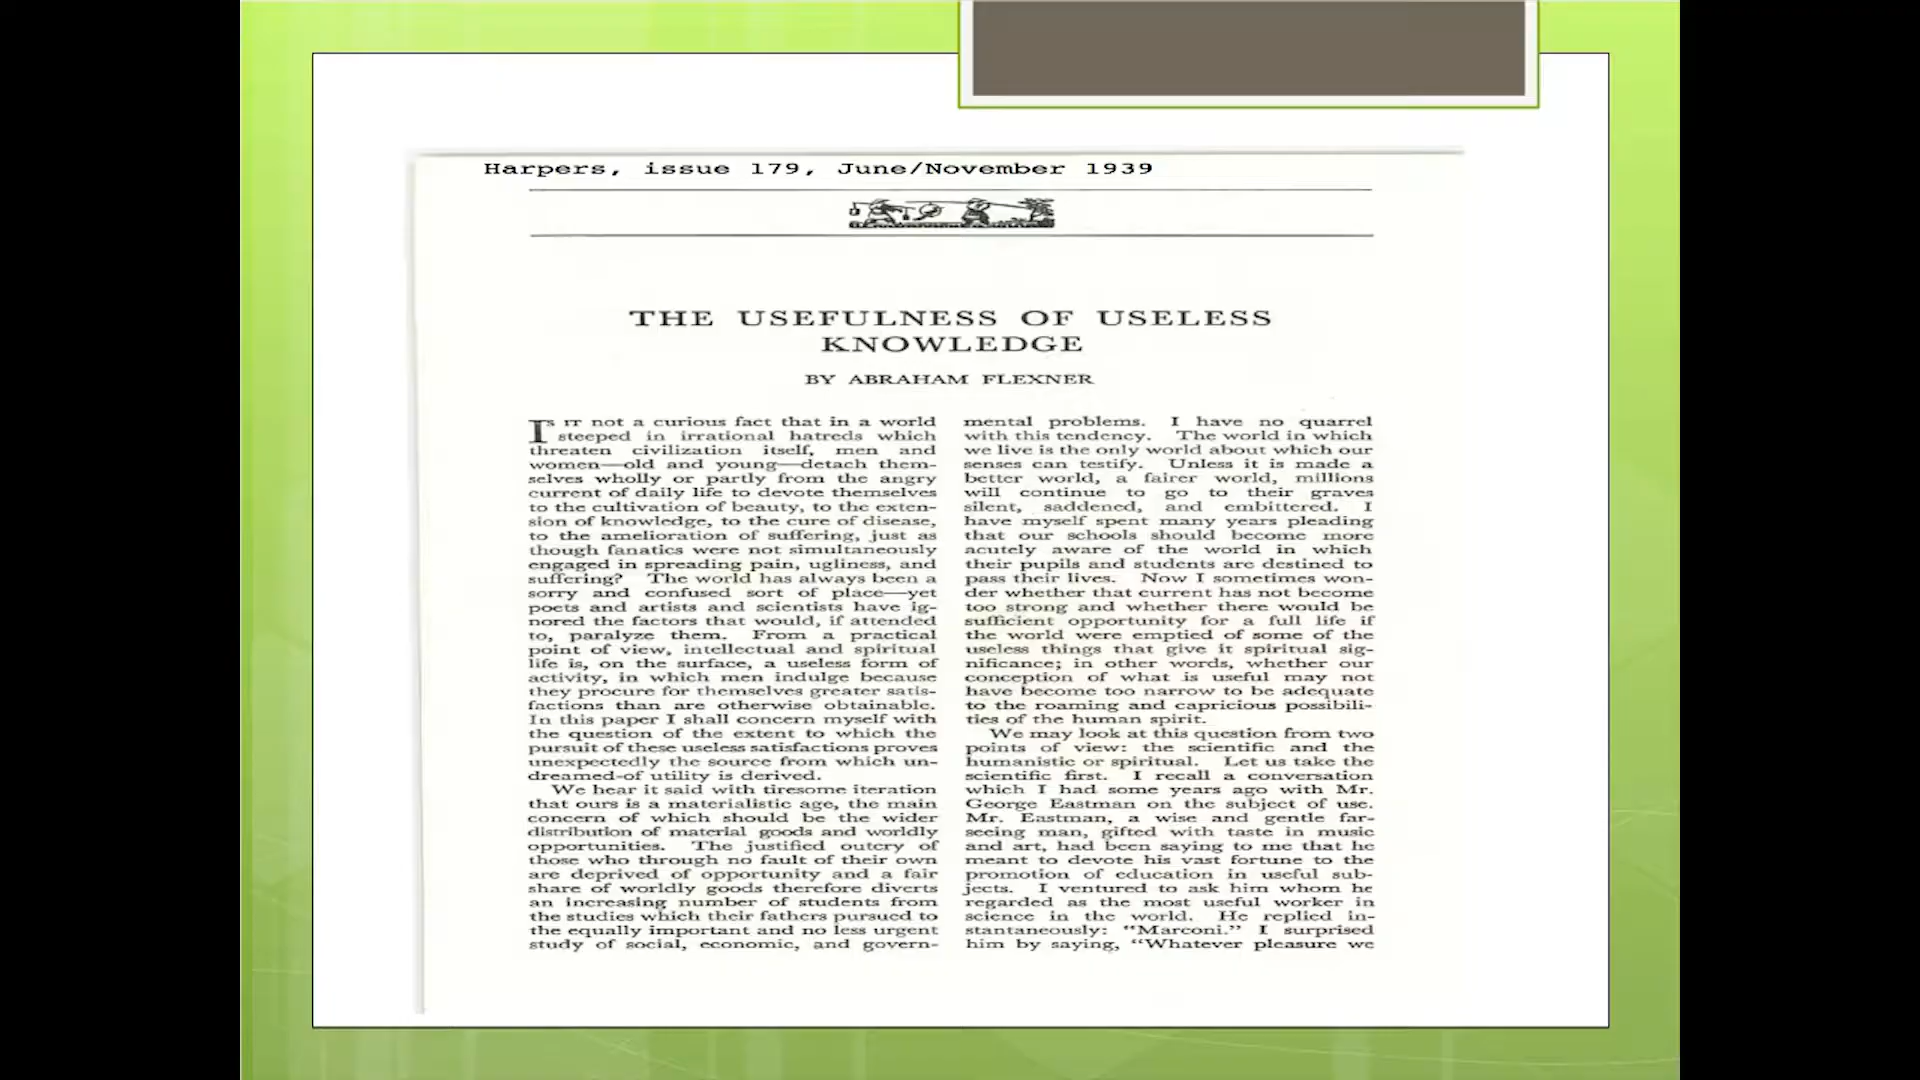 Harpers, issue 179, June/November 1939
THE USEFULNESS OF USELESS
KNOWLEDGE
BY ABRAHAM FLEXNER
IS IT not a curious fact that in a world
steeped in irrational hatreds which
threaten civilization itself, men and
women—old and young—detach them-
selves wholly or partly from the angry
current of daily life to devote themselves
to the cultivation of beauty, to the exten-
sion of knowledge, to the cure of disease,
to the amelioration of suffering, just as
though fanatics were not simultaneously
engaged in spreading pain, ugliness, and
suffering? The world has always been a
sorry and confused sort of place—yet
poets and artists and scientists have ig-
nored the factors that would, if attended
to, paralyze them. From a practical
point of view, intellectual and spiritual
life is, on the surface, a useless form of
activity, in which men indulge because
they procure for themselves greater satis-
factions than are otherwise obtainable.
In this paper I shall concern myself with
the question of the extent to which the
pursuit of these useless satisfactions proves
unexpectedly the source from which un-
dreamed-of utility is derived.
We hear it said with tiresome iteration
that ours is a materialistic age, the main
concern of which should be the wider
distribution of material goods and worldly
opportunities. The justified outcry of
those who through no fault of their own
are deprived of opportunity and a fair
share of worldly goods therefore diverts
an increasing number of students from
the studies which their fathers pursued to
the equally important and no less urgent
study of social, economic, and govern-
mental problems. I have no quarrel
with this tendency. The world in which
we live is the only world about which our
senses can testify. Unless it is made a
better world, a fairer world, millions
will continue to go to their graves
silent, saddened, and embittered. I
have myself spent many years pleading
that our schools should become more
acutely aware of the world in which
their pupils and students are destined to
pass their lives. Now I sometimes won-
der whether that current has not become
too strong and whether there would be
sufficient opportunity for a full life if
the world were emptied of some of the
useless things that give it spiritual sig-
nificance; in other words, whether our
conception of what is useful may not
have become too narrow to be adequate
to the roaming and capricious possibili-
ties of the human spirit.
We may look at this question from two
points of view: the scientific and the
humanistic or spiritual. Let us take the
scientific first. I recall a conversation
which I had some years ago with Mr.
George Eastman on the subject of use.
Mr. Eastman, a wise and gentle far-
seeing man, gifted with taste in music
and art, had been saying to me that he
meant to devote his vast fortune to the
promotion of education in useful sub-
jects. I ventured to ask him whom he
regarded as the most useful worker in
science in the world. He replied in-
stantaneously: “Marconi.” I surprised
him by saying, “Whatever pleasure we